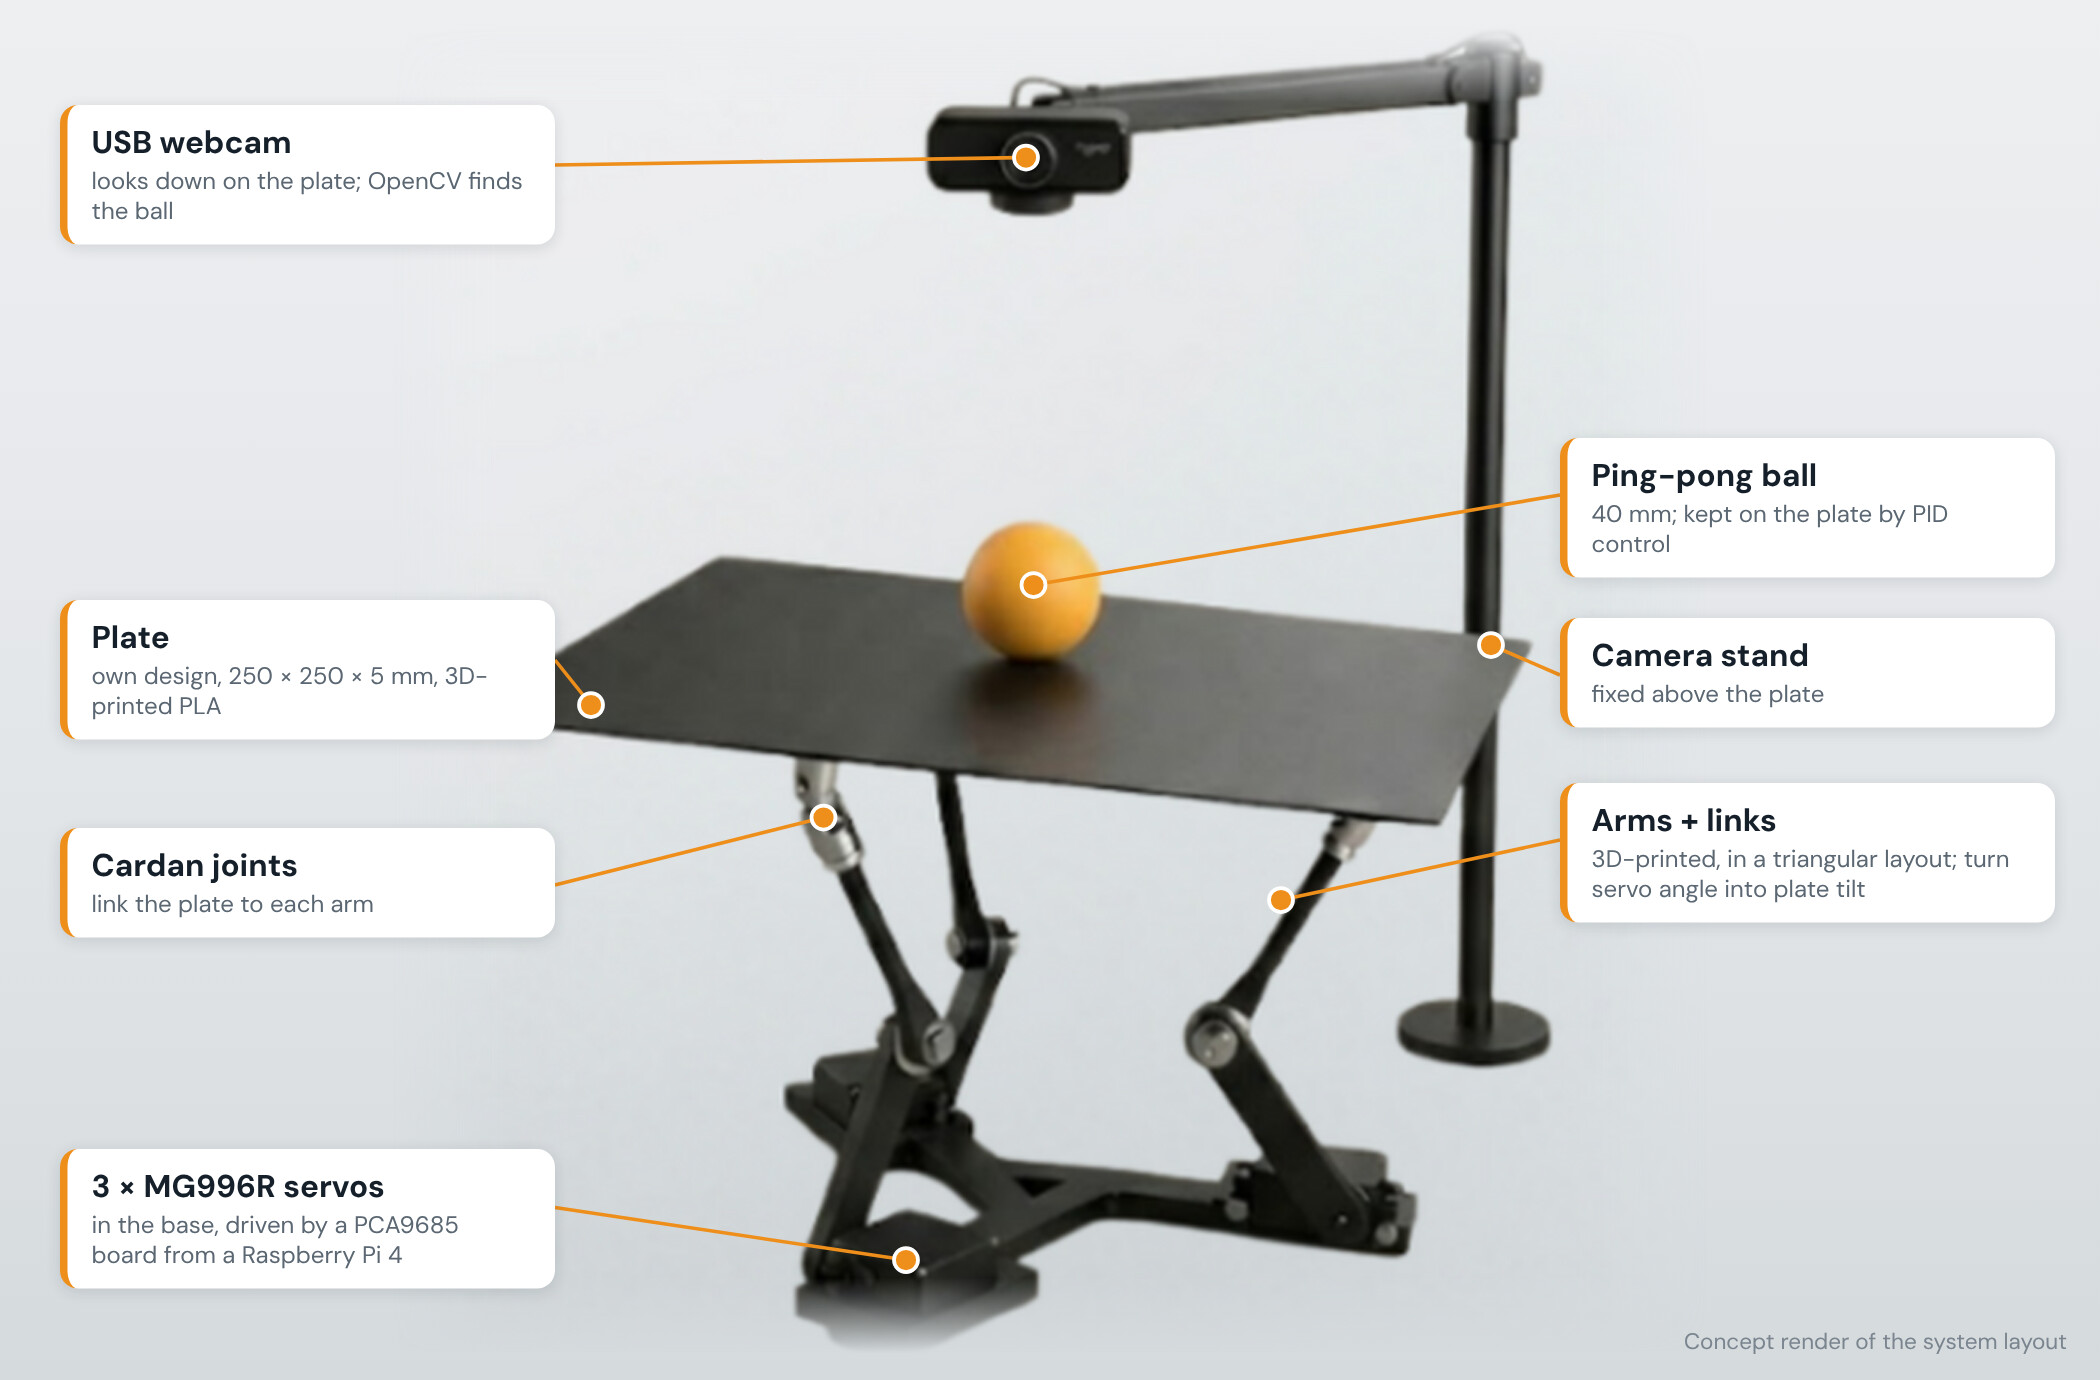 USB webcam
looks down on the plate; OpenCV finds
the ball
Ping-pong ball
40 mm; kept on the plate by PID
control
Plate
own design, 250 × 250 × 5 mm, 3D-
printed PLA
Camera stand
fixed above the plate
Cardan joints
link the plate to each arm
Arms + links
3D-printed, in a triangular layout; turn
servo angle into plate tilt
3 × MG996R servos
in the base, driven by a PCA9685
board from a Raspberry Pi 4
Concept render of the system layout